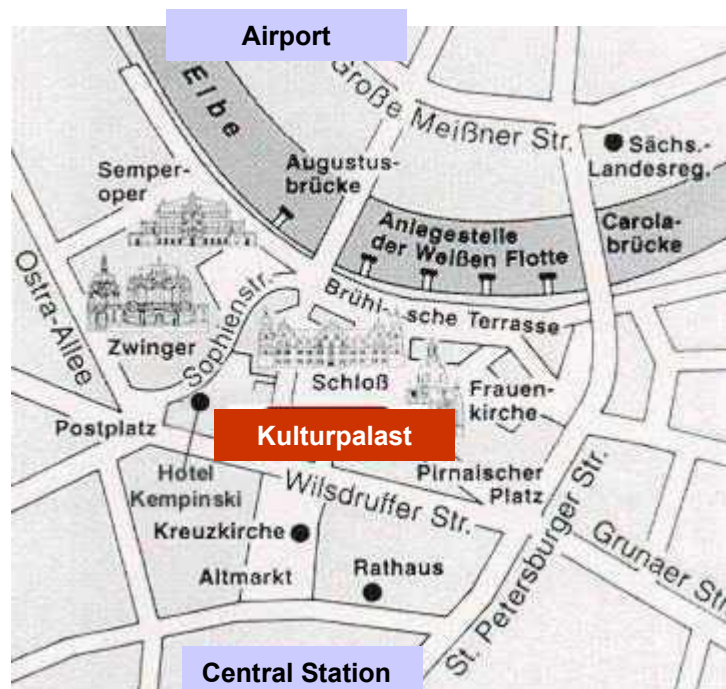 Airport
Elbe
Große Meißner Str.
Sächs.-
Landesreg.
Semper-
oper
Augustus-
brücke
Anlagestelle
der Weißen Flotte
Carola-
brücke
Ostra-Allee
Sophienstr.
Brühl-sche Terrasse
Zwinger
Schloß
Frauen-
kirche
Postplatz
Kulturpalast
Hotel
Kempinski
Wilsdruffer Str.
Pirnaischer
Platz
Kreuzkirche
Altmarkt
Rathaus
St. Petersburger Str.
Grunaer Str
Central Station